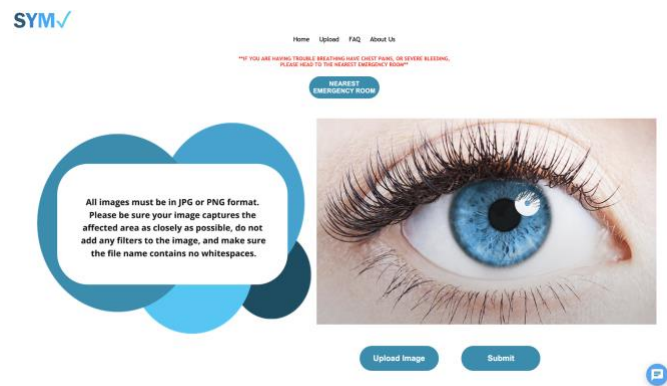 SYM✓
Home Upload FAQ About Us
**IF YOU ARE HAVING TROUBLE BREATHING HAVE CHEST PAINS, OR SEVERE BLEEDING,
PLEASE HEAD TO THE NEAREST EMERGENCY ROOM**
NEAREST
EMERGENCY ROOM
All images must be in JPG or PNG format.
Please be sure your image captures the
affected area as closely as possible, do not
add any filters to the image, and make sure
the file name contains no whitespaces.
Upload Image Submit